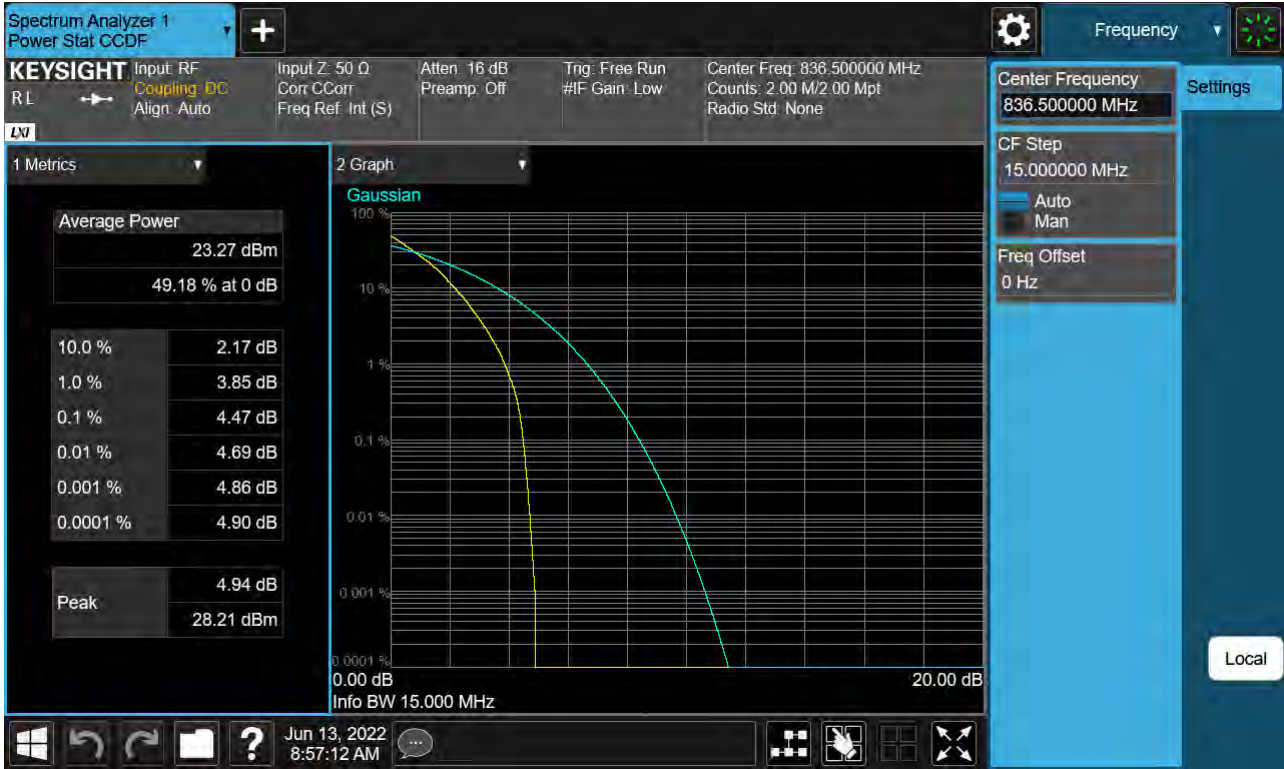 Spectrum Analyzer 1
Power Stat CCDF
+
Frequency
KEYSIGHT
R L
LXI
Input: RF
Coupling: DC
Align: Auto
Input Z: 50 Ω
Corr CCorr
Freq Ref: Int (S)
Atten: 16 dB
Preamp: Off
Trig: Free Run
#IF Gain: Low
Center Freq: 836.500000 MHz
Counts: 2.00 M/2.00 Mpt
Radio Std: None
Center Frequency
836.500000 MHz
Settings
CF Step
15.000000 MHz
Auto
Man
Freq Offset
0 Hz
1 Metrics
Average Power
23.27 dBm
49.18 % at 0 dB
10.0 % 2.17 dB
1.0 % 3.85 dB
0.1 % 4.47 dB
0.01 % 4.69 dB
0.001 % 4.86 dB
0.0001 % 4.90 dB
Peak
4.94 dB
28.21 dBm
2 Graph
Gaussian
100 %
10 %
1 %
0.1 %
0.01 %
0.001 %
0.0001 %
0.00 dB 20.00 dB
Info BW 15.000 MHz
Local
?
Jun 13, 2022
8:57:12 AM